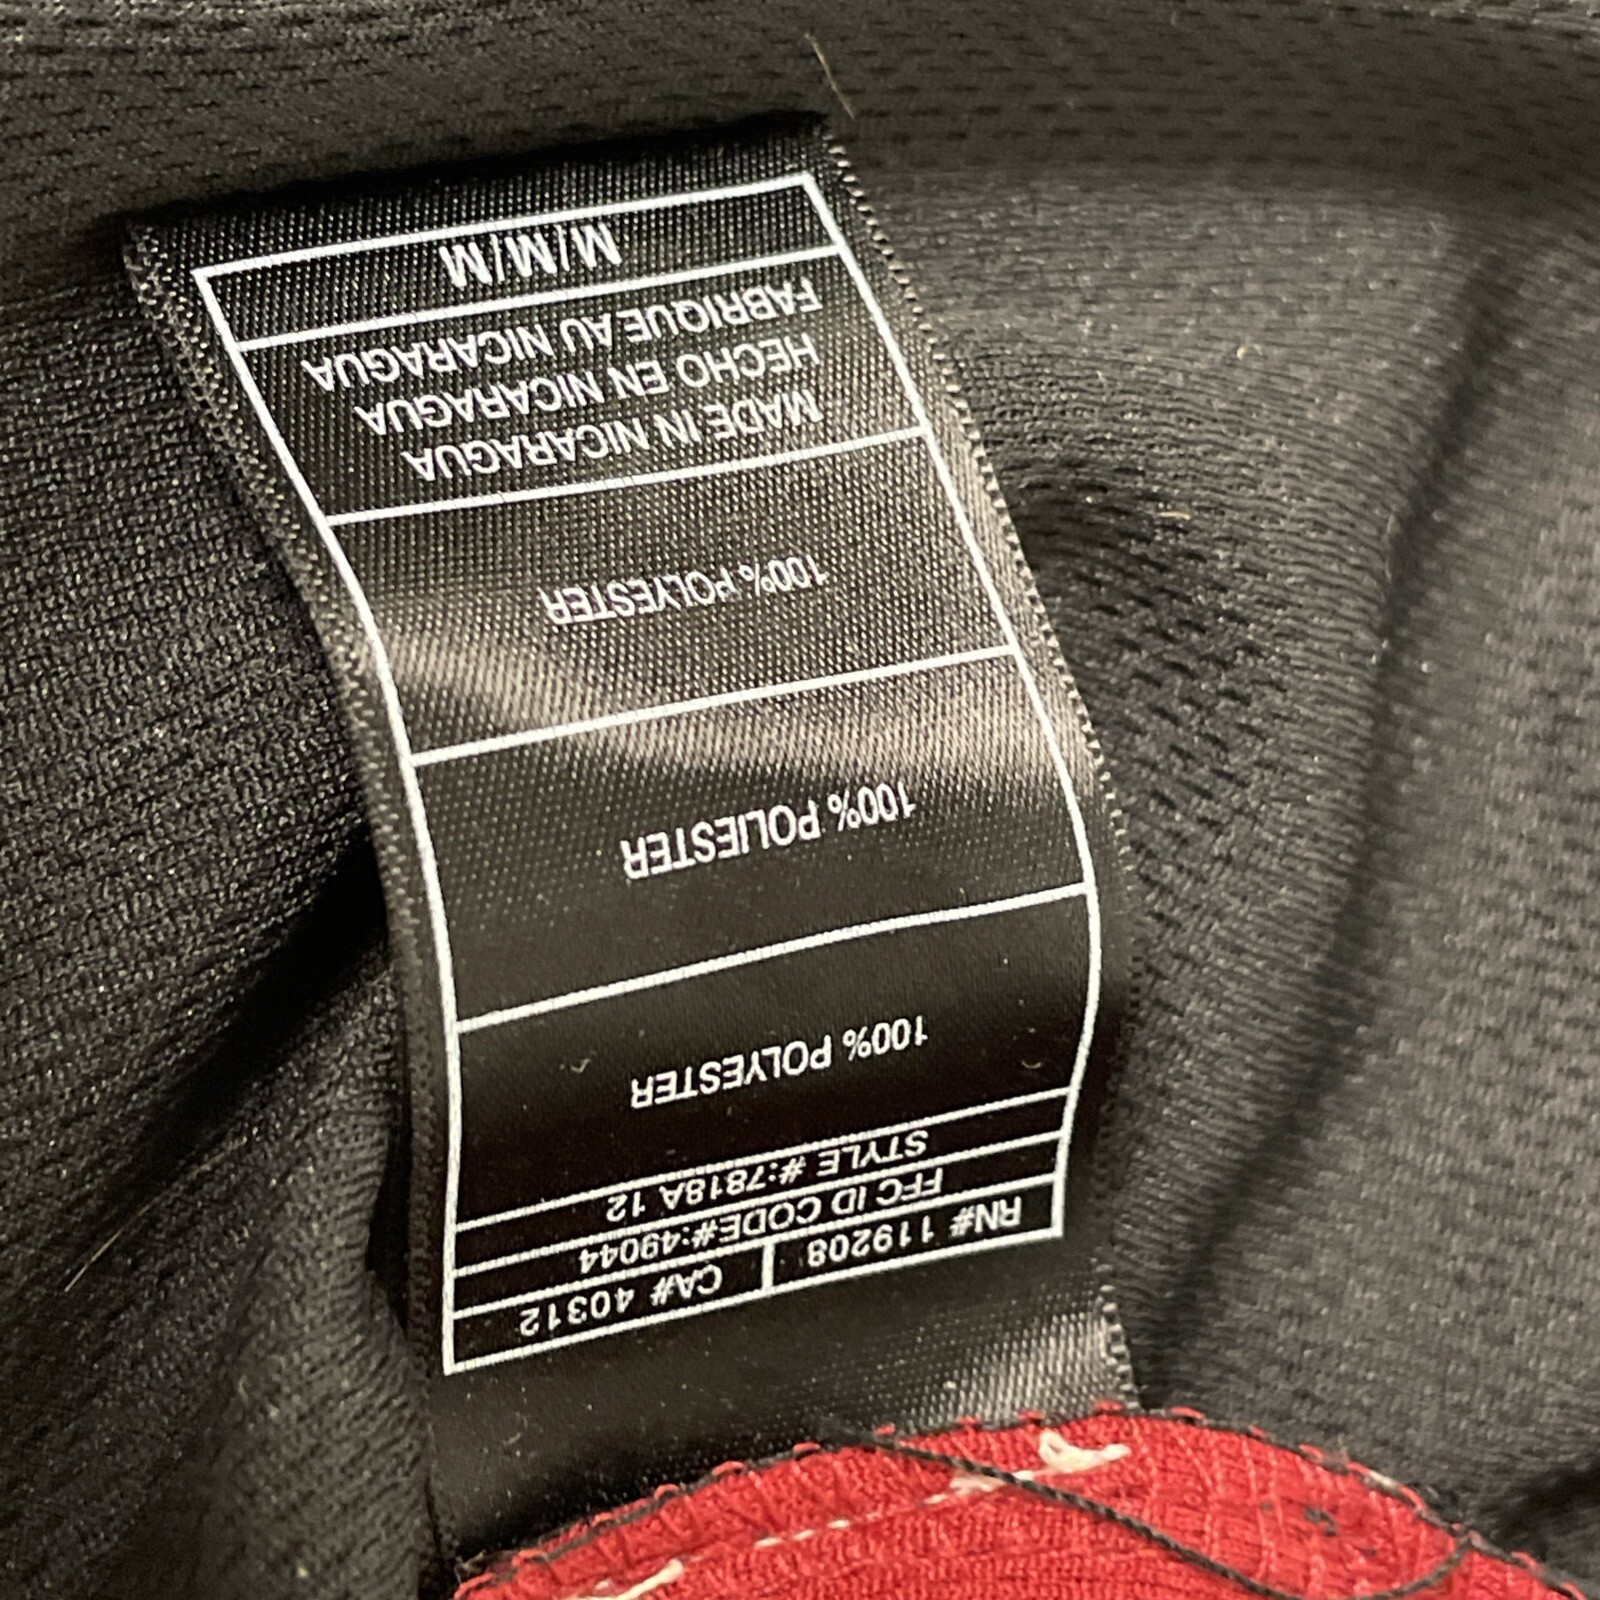 RN# 119208
CA# 40312
FFC ID CODE#:49044
STYLE #:7818A 12
100% POLYESTER
100% POLIESTER
100% POLYESTER
MADE IN NICARAGUA
HECHO EN NICARAGUA
FABRIQUE AU NICARAGUA
M/M/M